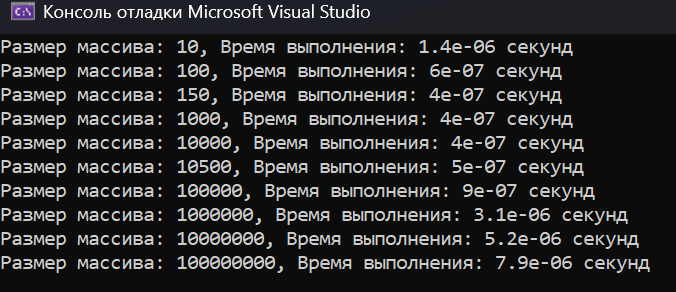 Консоль отладки Microsoft Visual Studio
Размер массива: 10, Время выполнения: 1.4e-06 секунд
Размер массива: 100, Время выполнения: 6e-07 секунд
Размер массива: 150, Время выполнения: 4e-07 секунд
Размер массива: 1000, Время выполнения: 4e-07 секунд
Размер массива: 10000, Время выполнения: 4e-07 секунд
Размер массива: 10500, Время выполнения: 5e-07 секунд
Размер массива: 100000, Время выполнения: 9e-07 секунд
Размер массива: 1000000, Время выполнения: 3.1e-06 секунд
Размер массива: 10000000, Время выполнения: 5.2e-06 секунд
Размер массива: 100000000, Время выполнения: 7.9e-06 секунд